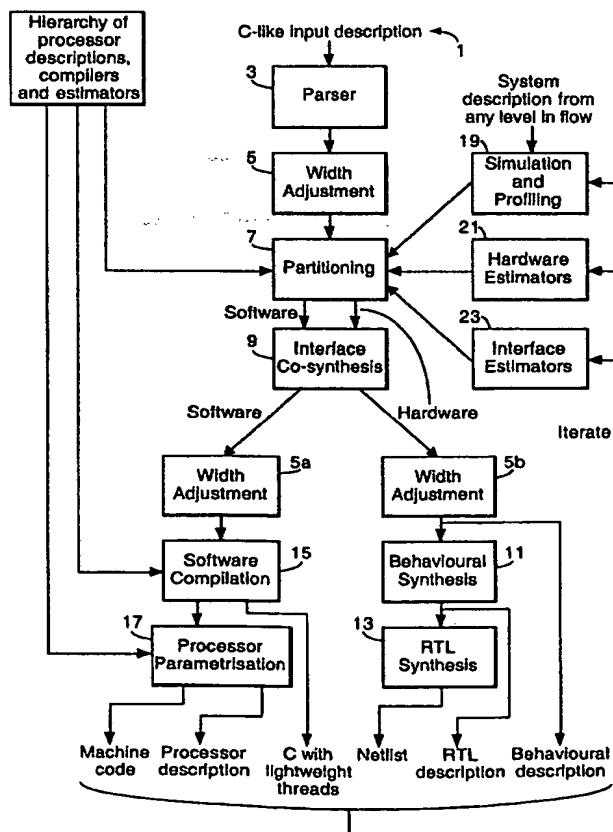 Hierarchy of
processor
descriptions,
compilers
and estimators
C-like input description
1
3
Parser
System
description from
any level in flow
5
Width
Adjustment
19
Simulation
and
Profiling
7
Partitioning
21
Hardware
Estimators
Software
9
Interface
Co-synthesis
23
Interface
Estimators
Software
Hardware
Iterate
5a
Width
Adjustment
5b
Width
Adjustment
15
Software
Compilation
11
Behavioural
Synthesis
17
Processor
Parametrisation
13
RTL
Synthesis
Machine
code
Processor
description
C with
lightweight
threads
Netlist
RTL
description
Behavioural
description